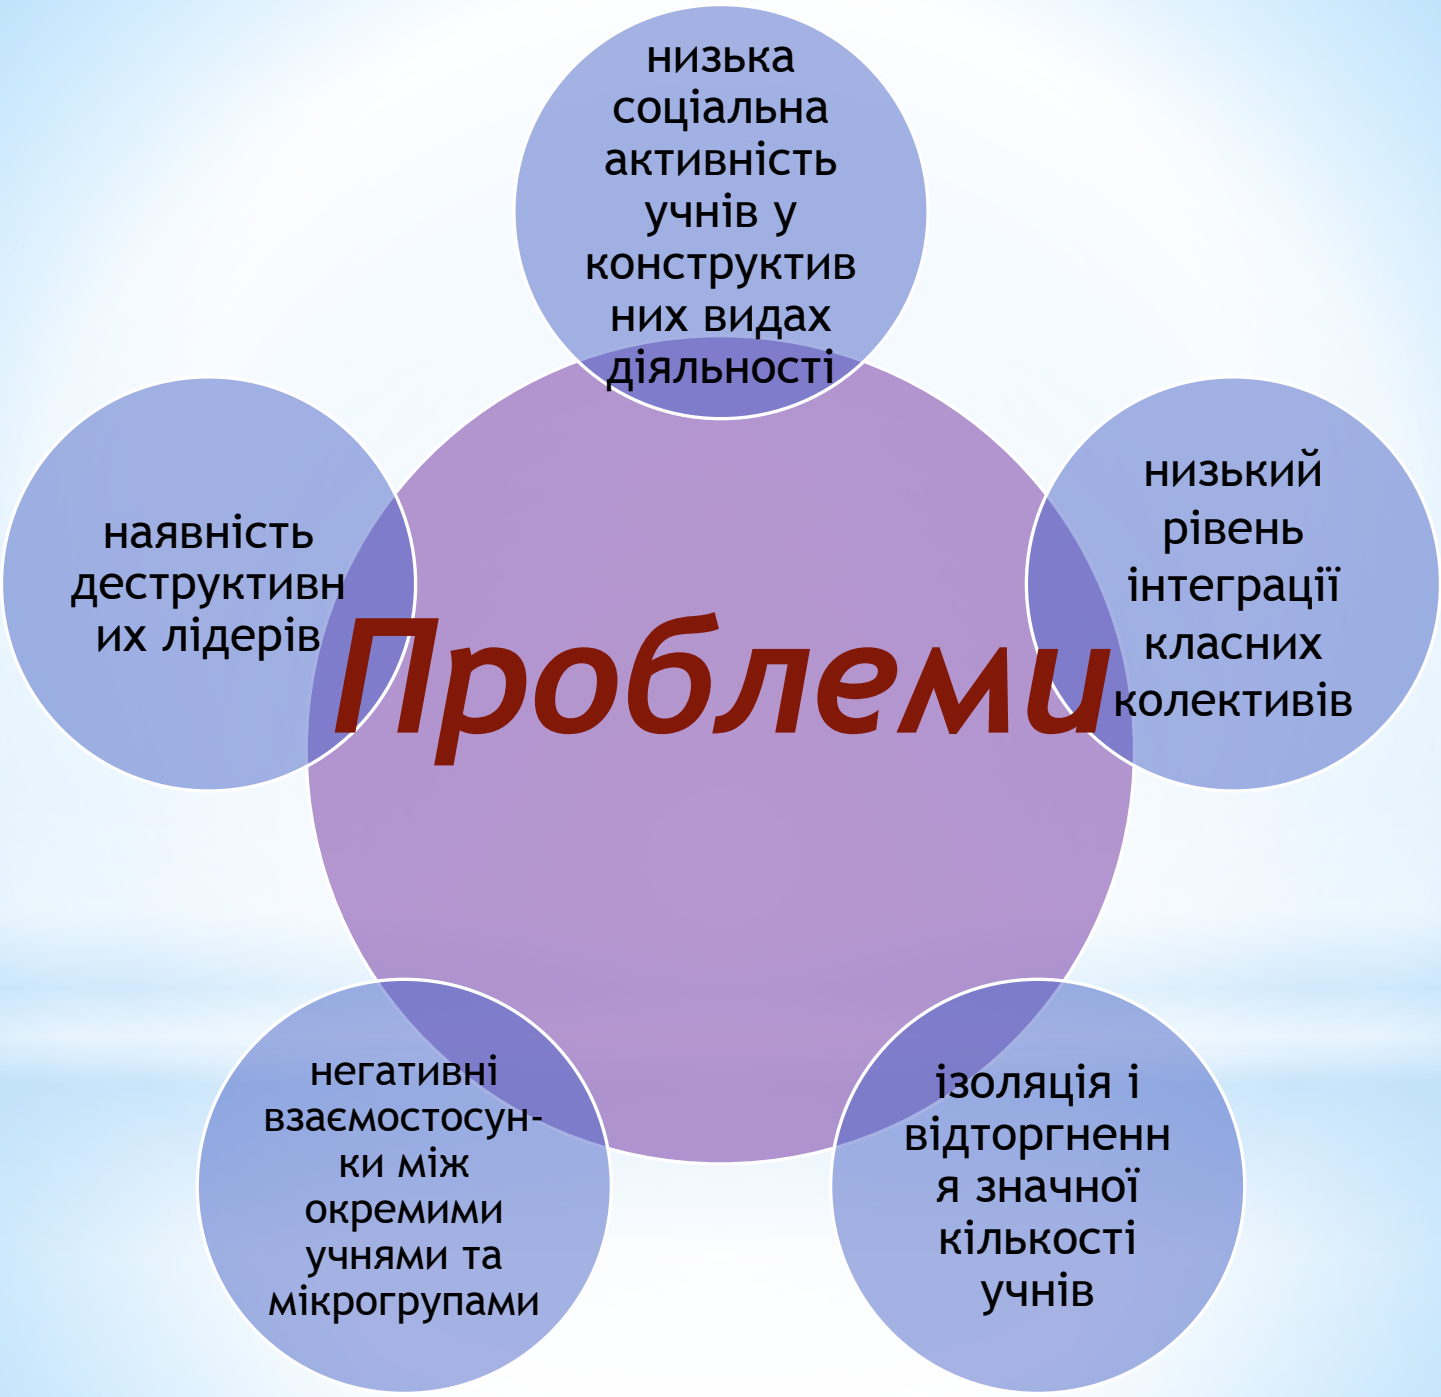 низька
соціальна
активність
учнів у
конструктив
них видах
діяльності
низький
рівень
інтеграції
класних
колективів
ізоляція і
відторгненн
я значної
кількості
учнів
негативні
взаємостосун-
ки між
окремими
учнями та
мікрогрупами
наявність
деструктивн
их лідерів
Проблеми